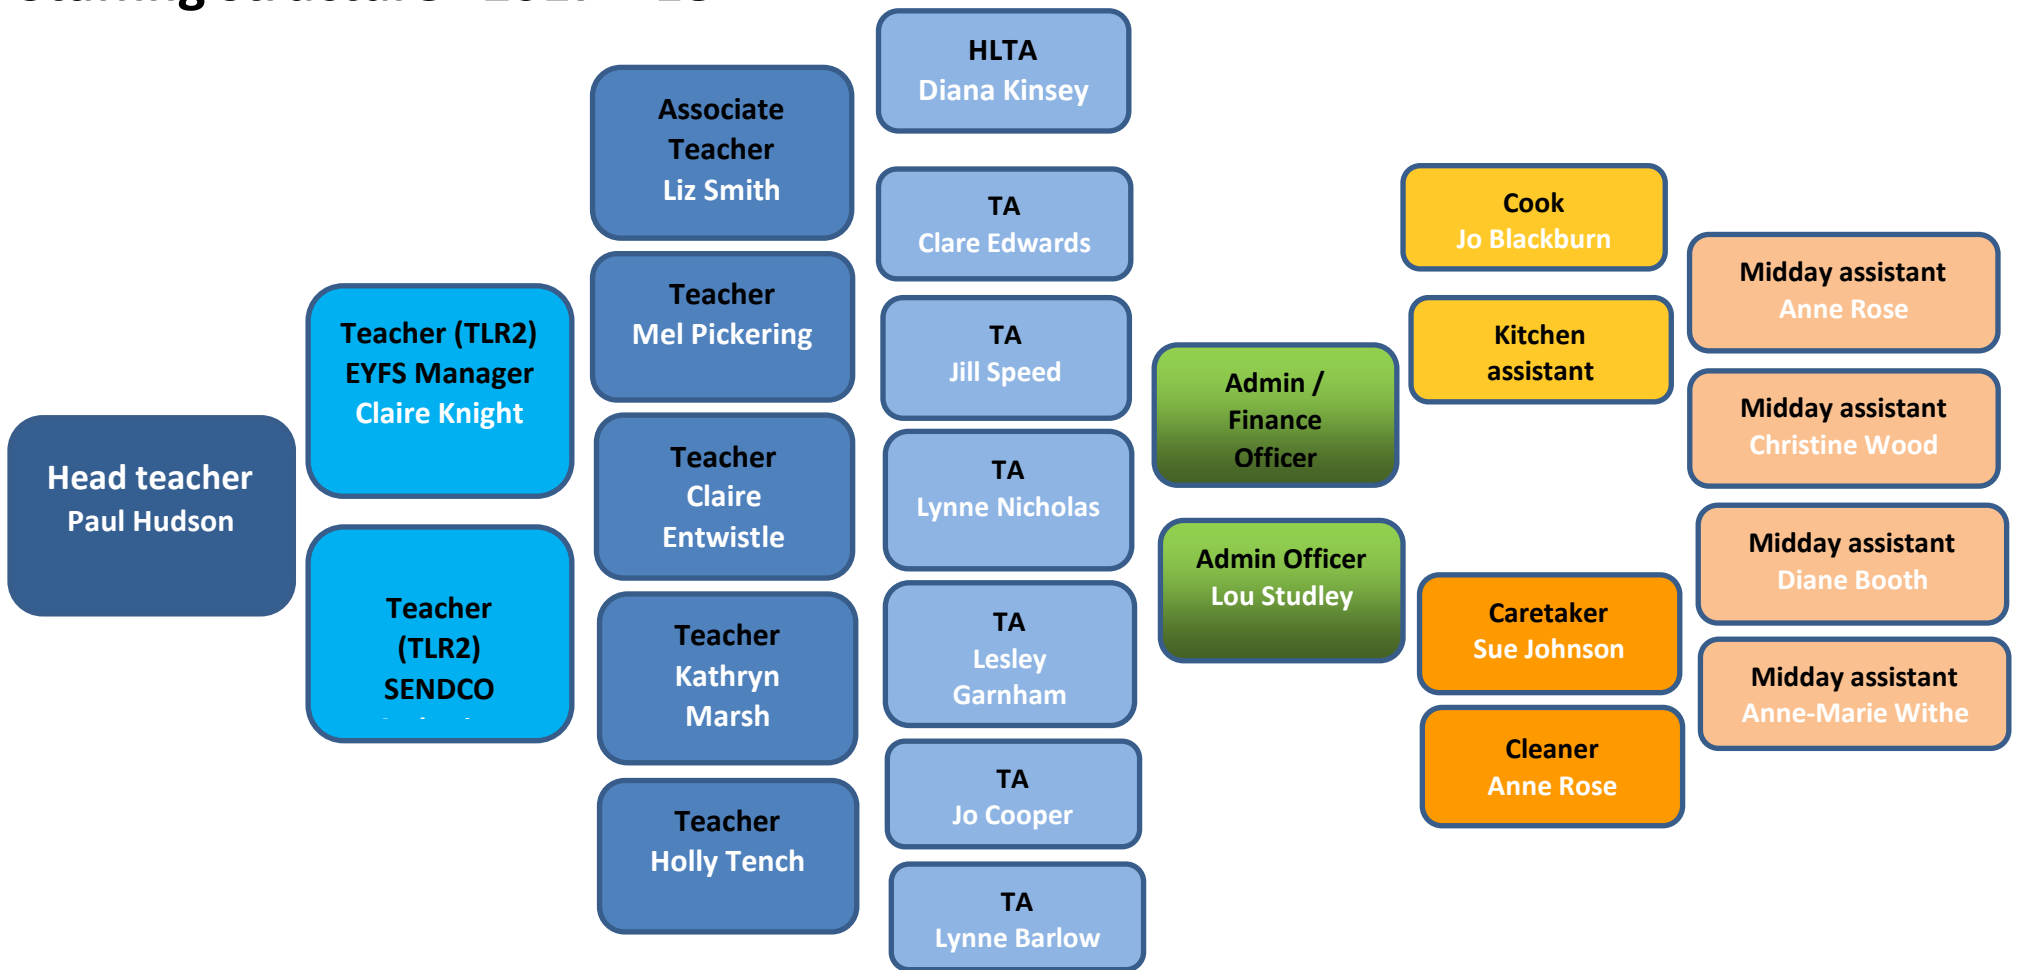 Head teacher
Paul Hudson
Teacher (TLR2)
EYFS Manager
Claire Knight
Teacher
(TLR2)
SENDCO
Associate
Teacher
Liz Smith
Teacher
Mel Pickering
Teacher
Claire
Entwistle
Teacher
Kathryn
Marsh
Teacher
Holly Tench
HLTA
Diana Kinsey
TA
Clare Edwards
TA
Jill Speed
TA
Lynne Nicholas
TA
Lesley
Garnham
TA
Jo Cooper
TA
Lynne Barlow
Admin /
Finance
Officer
Admin Officer
Lou Studley
Cook
Jo Blackburn
Kitchen
assistant
Caretaker
Sue Johnson
Cleaner
Anne Rose
Midday assistant
Anne Rose
Midday assistant
Christine Wood
Midday assistant
Diane Booth
Midday assistant
Anne-Marie Withe